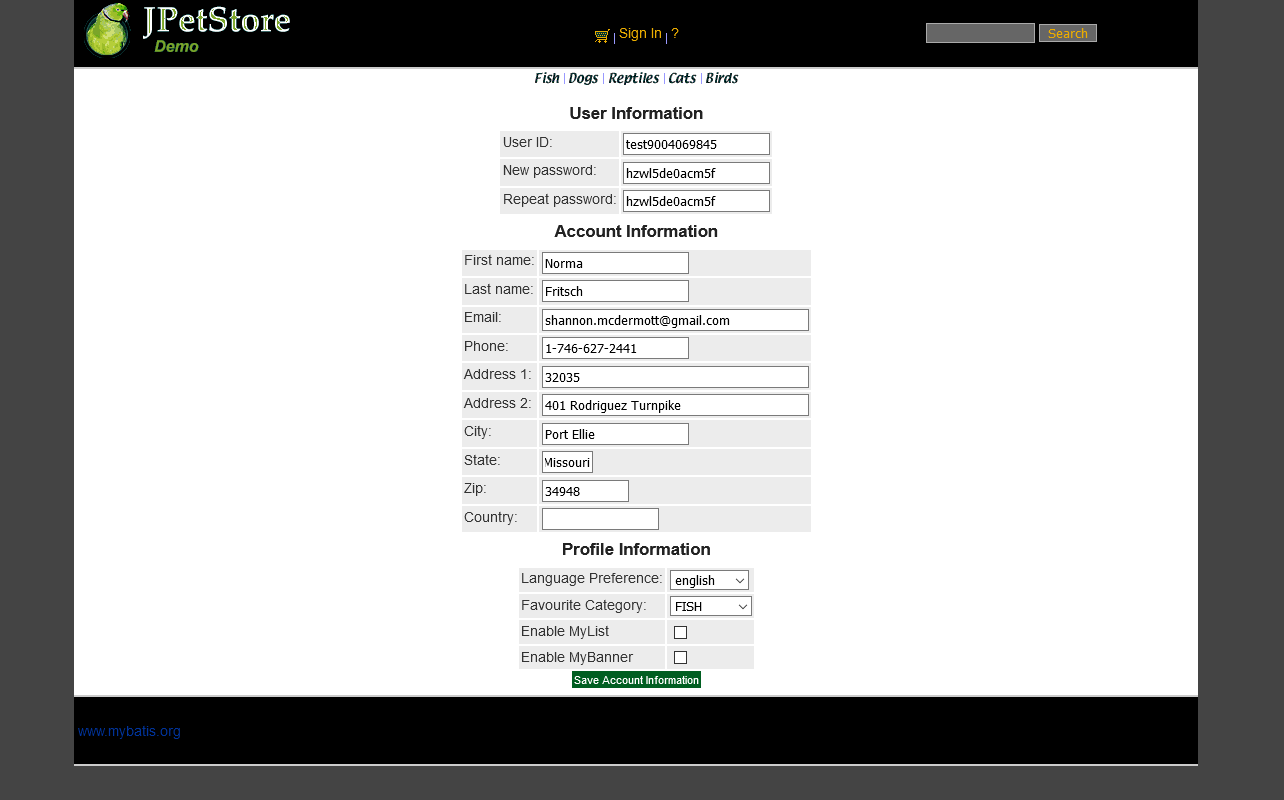 JPetStore
Demo
Sign In | ?
Search
Fish | Dogs | Reptiles | Cats | Birds
User Information
User ID: test9004069845
New password: hzwl5de0acm5f
Repeat password: hzwl5de0acm5f
Account Information
First name: Norma
Last name: Fritsch
Email: shannon.mcdermott@gmail.com
Phone: 1-746-627-2441
Address 1: 32035
Address 2: 401 Rodriguez Turnpike
City: Port Ellie
State: Missouri
Zip: 34948
Country:
Profile Information
Language Preference: english
Favourite Category: FISH
Enable MyList
Enable MyBanner
Save Account Information
www.mybatis.org